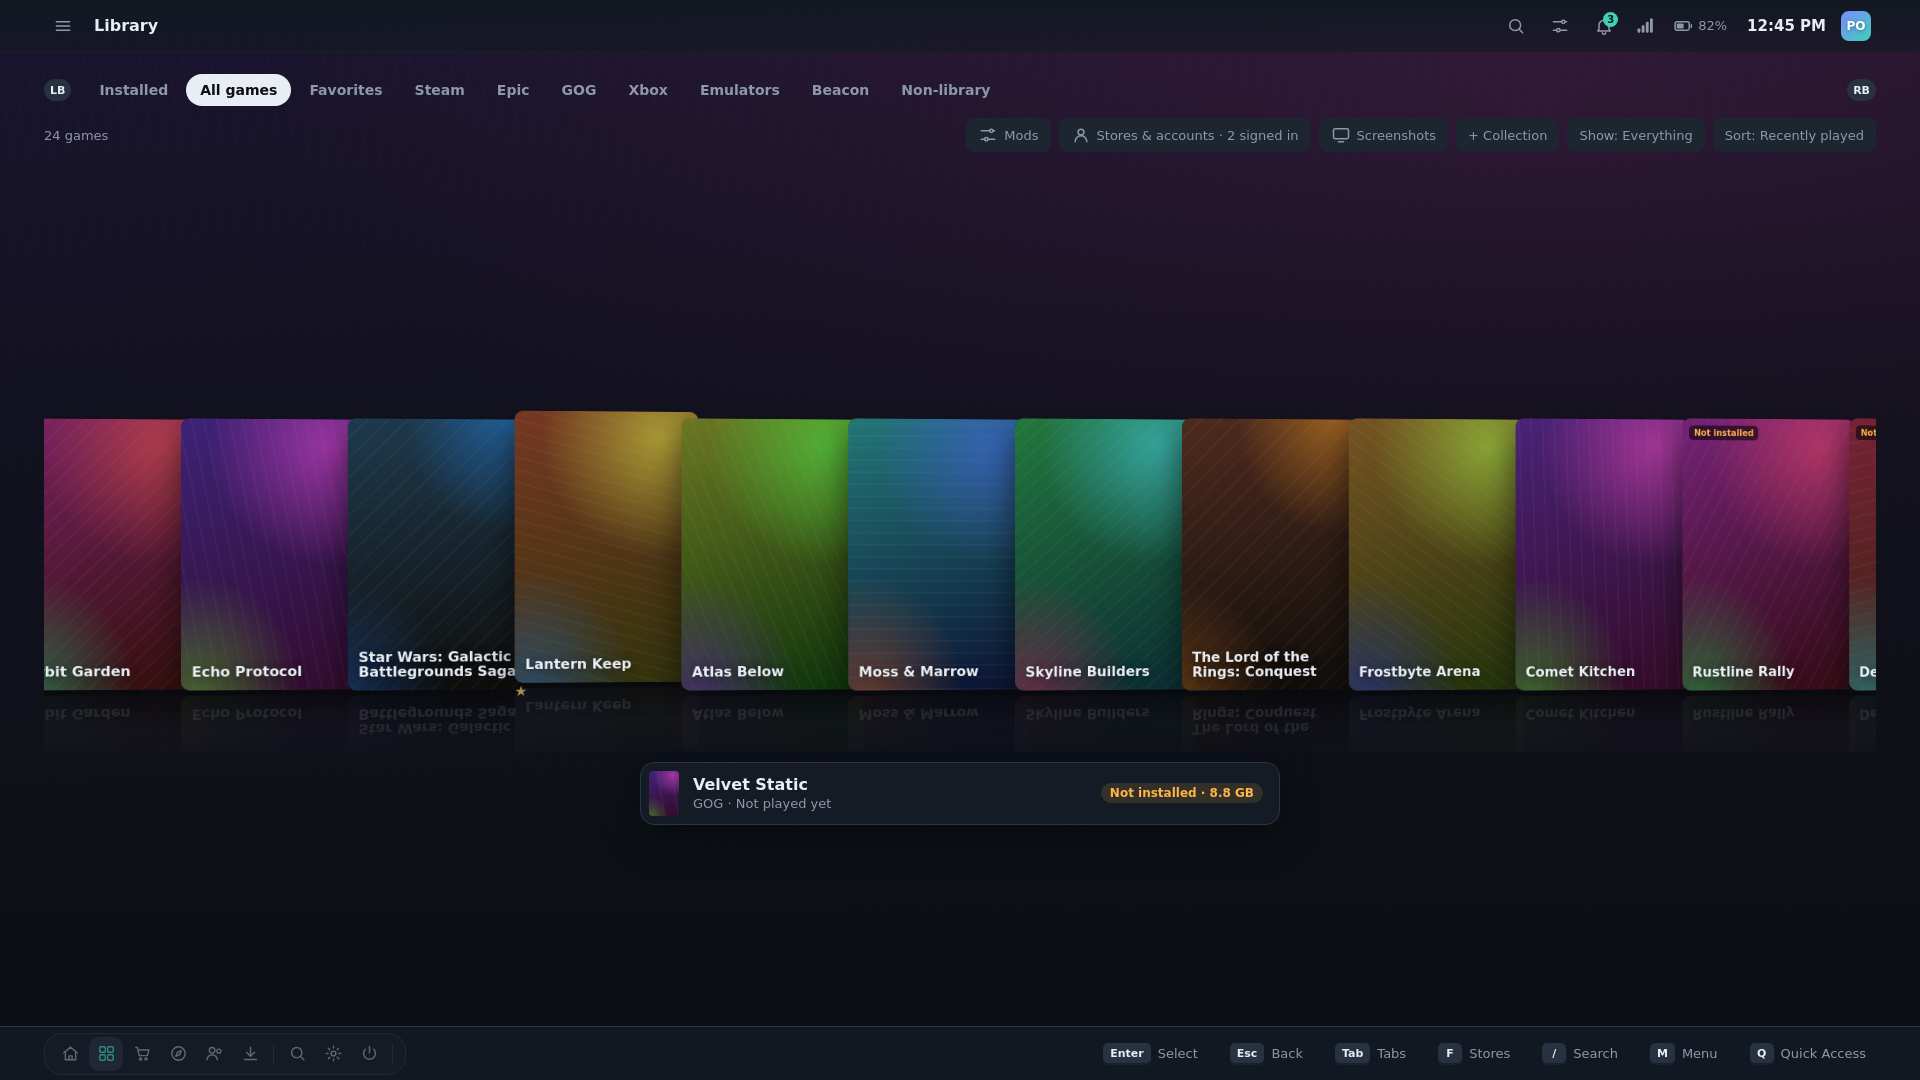 Library
3
82%
12:45 PM
PO
LB
Installed
All games
Favorites
Steam
Epic
GOG
Xbox
Emulators
Beacon
Non-library
RB
24 games
Mods
Stores & accounts · 2 signed in
Screenshots
+ Collection
Show: Everything
Sort: Recently played
Not installed
Not
bit Garden
Echo Protocol
Star Wars: Galactic
Battlegrounds Saga
Lantern Keep
Atlas Below
Moss & Marrow
Skyline Builders
The Lord of the
Rings: Conquest
Frostbyte Arena
Comet Kitchen
Rustline Rally
De
Velvet Static
GOG · Not played yet
Not installed · 8.8 GB
Enter Select
Esc Back
Tab Tabs
F Stores
/ Search
M Menu
Q Quick Access